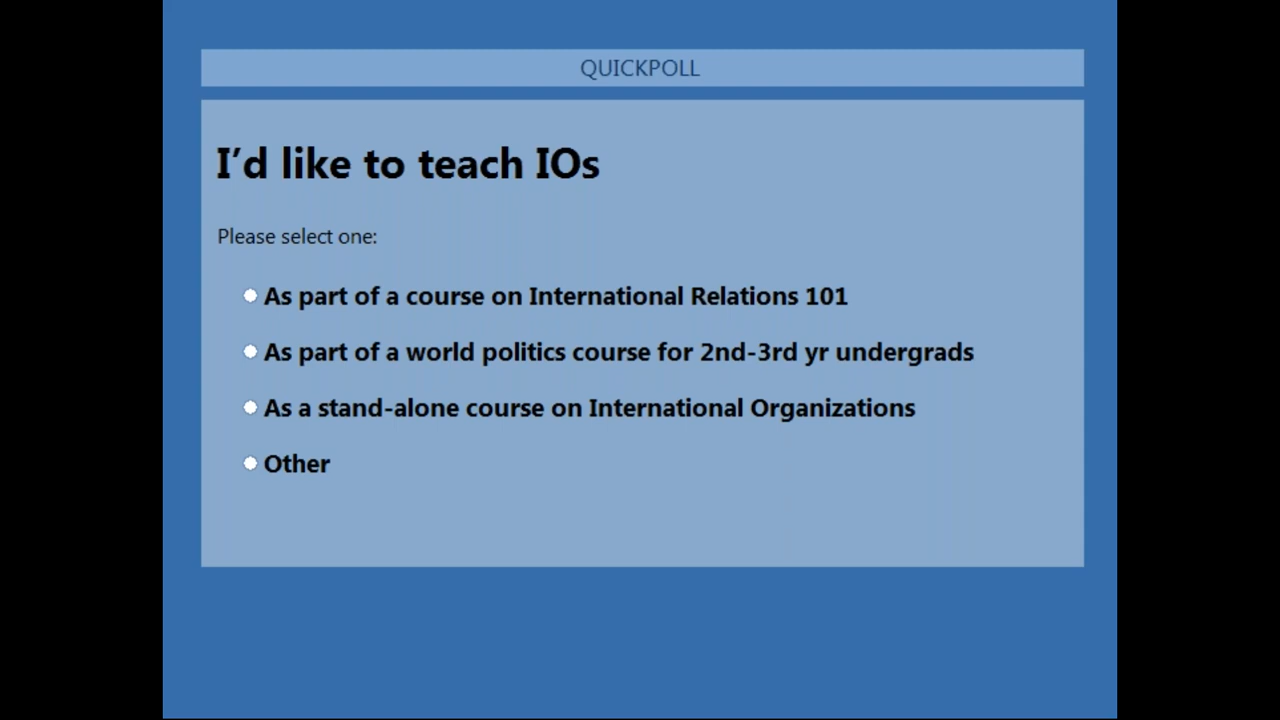 QUICKPOLL
I’d like to teach IOs
Please select one:
As part of a course on International Relations 101
As part of a world politics course for 2nd-3rd yr undergrads
As a stand-alone course on International Organizations
Other